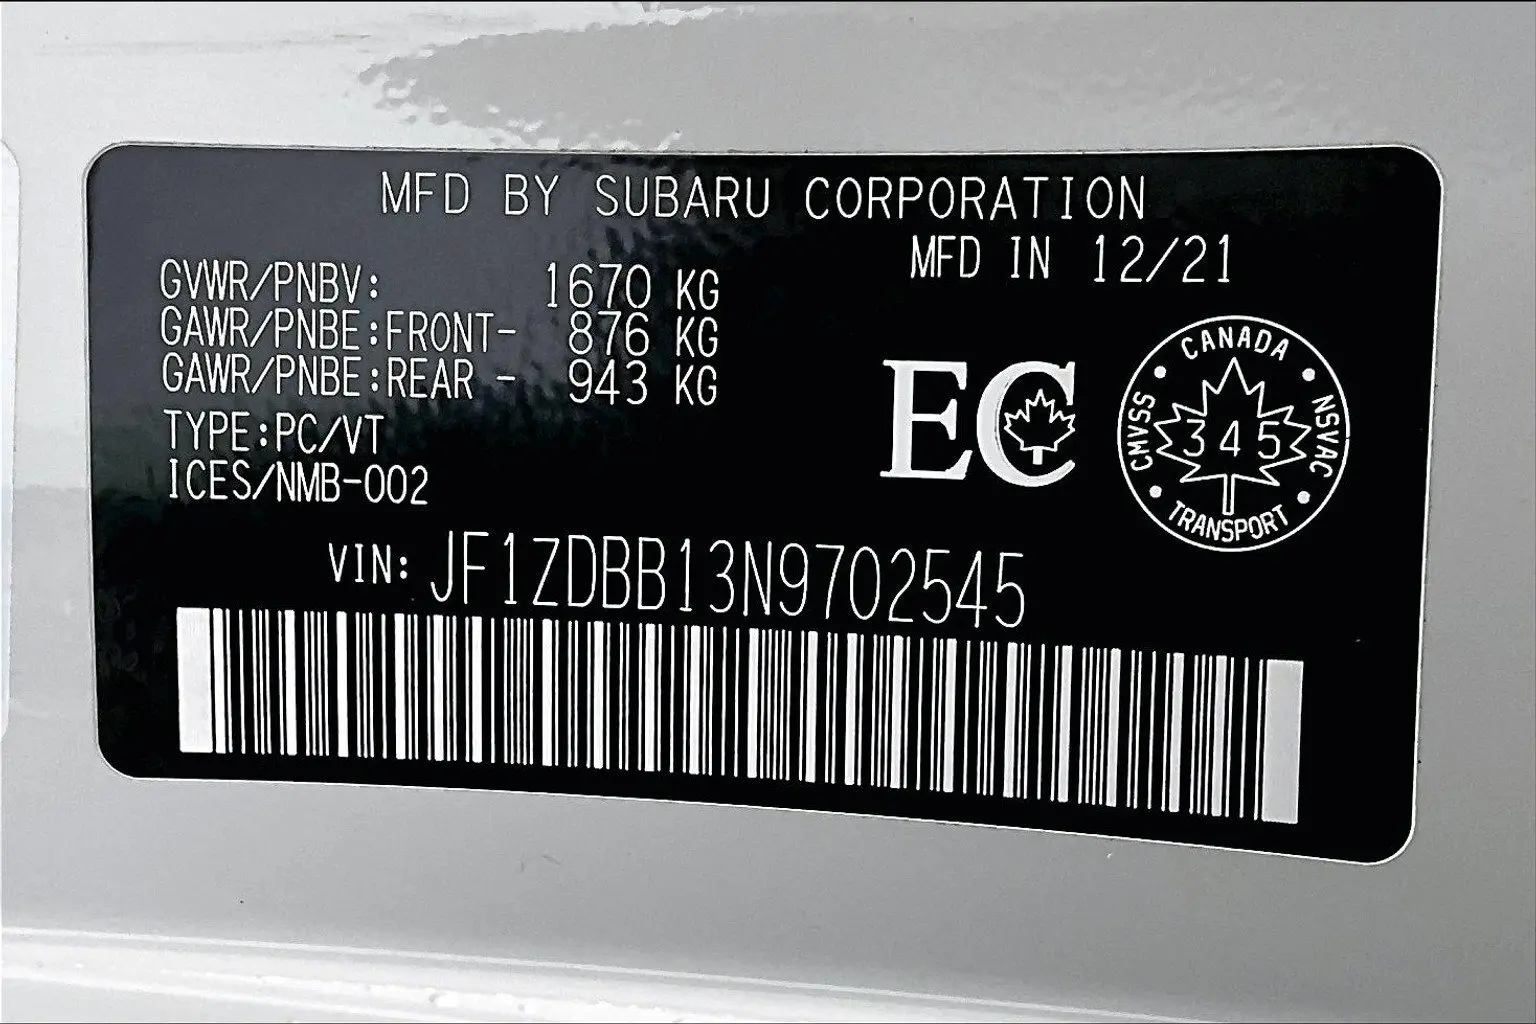 MFD BY SUBARU CORPORATION
MFD IN 12/21
GVWR/PNBV: 1670 KG
GAWR/PNBE:FRONT- 876 KG
GAWR/PNBE:REAR - 943 KG
TYPE:PC/VT
ICES/NMB-002
EC
CANADA
CMVSS 345 NSVAC
TRANSPORT
VIN: JF1ZDBB13N9702545